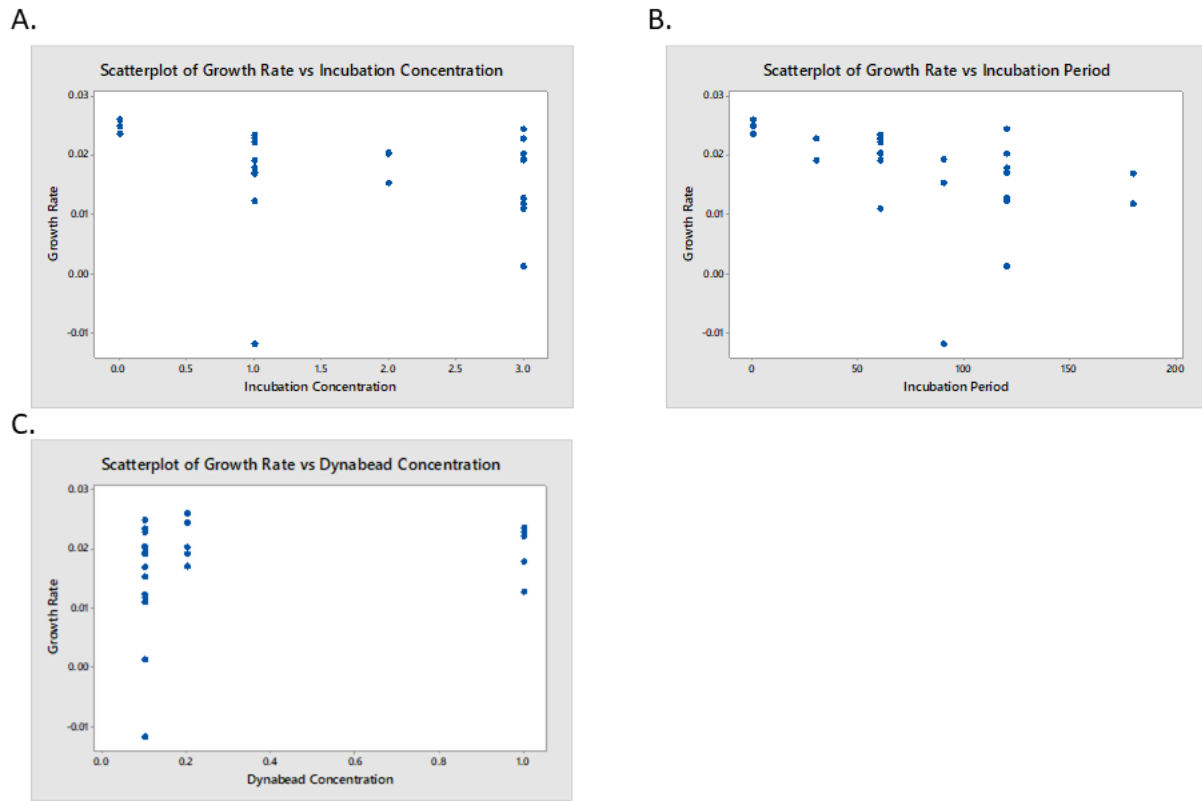 A.
Scatterplot of Growth Rate vs Incubation Concentration
0.03
0.02
0.01
0.00
-0.01
Growth Rate
0.0 0.5 1.0 1.5 2.0 2.5 3.0
Incubation Concentration
B.
Scatterplot of Growth Rate vs Incubation Period
0.03
0.02
0.01
0.00
-0.01
Growth Rate
0 50 100 150 200
Incubation Period
C.
Scatterplot of Growth Rate vs Dynabead Concentration
0.03
0.02
0.01
0.00
-0.01
Growth Rate
0.0 0.2 0.4 0.6 0.8 1.0
Dynabead Concentration